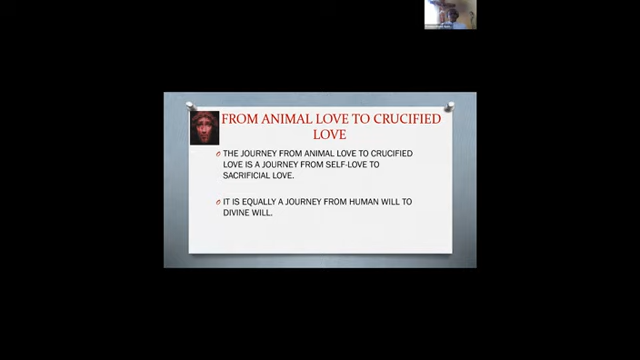 FROM ANIMAL LOVE TO CRUCIFIED
LOVE
THE JOURNEY FROM ANIMAL LOVE TO CRUCIFIED
LOVE IS A JOURNEY FROM SELF-LOVE TO
SACRIFICIAL LOVE.
IT IS EQUALLY A JOURNEY FROM HUMAN WILL TO
DIVINE WILL.